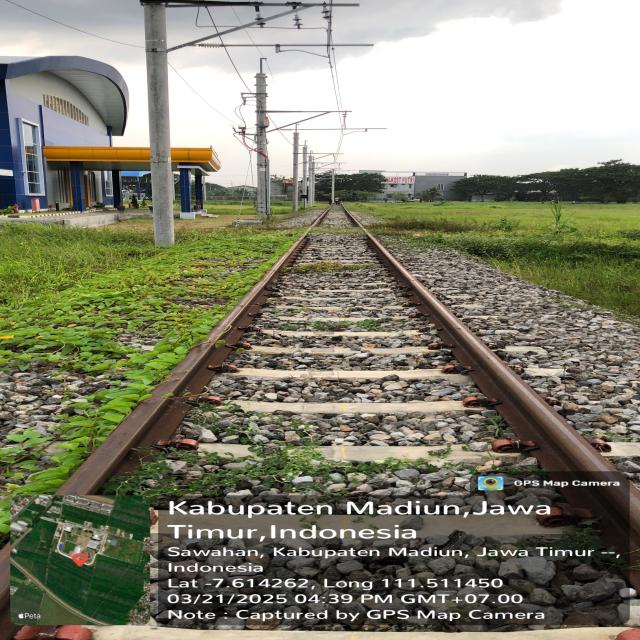 GPS Map Camera
Kabupaten Madiun,Jawa
Timur,Indonesia
Sawahan, Kabupaten Madiun, Jawa Timur --,
Indonesia
Lat -7.614262, Long 111.511450
03/21/2025 04:39 PM GMT+07.00
Note : Captured by GPS Map Camera
Peta